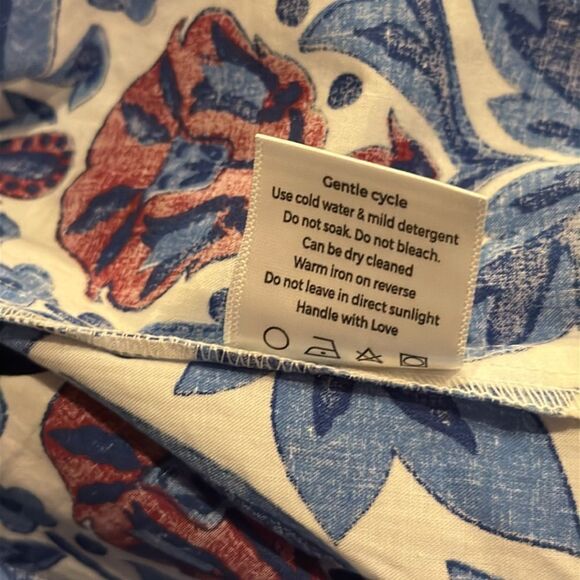 Gentle cycle
Use cold water & mild detergent
Do not soak. Do not bleach.
Can be dry cleaned
Warm iron on reverse
Do not leave in direct sunlight
Handle with Love